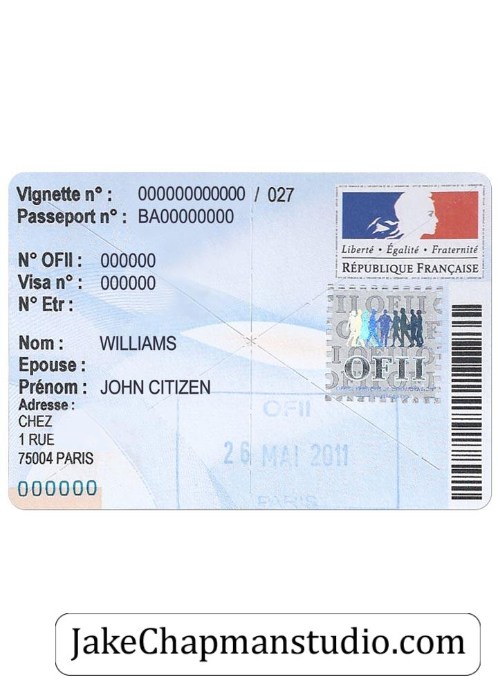 Vignette n° : 000000000000 / 027
Passeport n° : BA00000000
Liberté • Égalité • Fraternité
RÉPUBLIQUE FRANÇAISE
N° OFII : 000000
Visa n° : 000000
N° Etr :
OFII
Nom : WILLIAMS
Epouse :
Prénom : JOHN CITIZEN
Adresse :
CHEZ
1 RUE
75004 PARIS
OFII
26 MAI 2011
PARIS
000000
JakeChapmanstudio.com